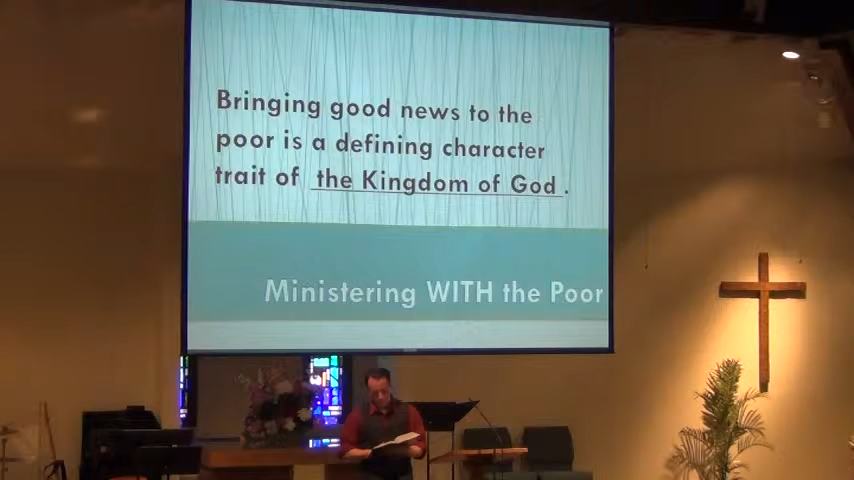 Bringing good news to the
poor is a defining character
trait of the Kingdom of God.
Ministering WITH the Poor